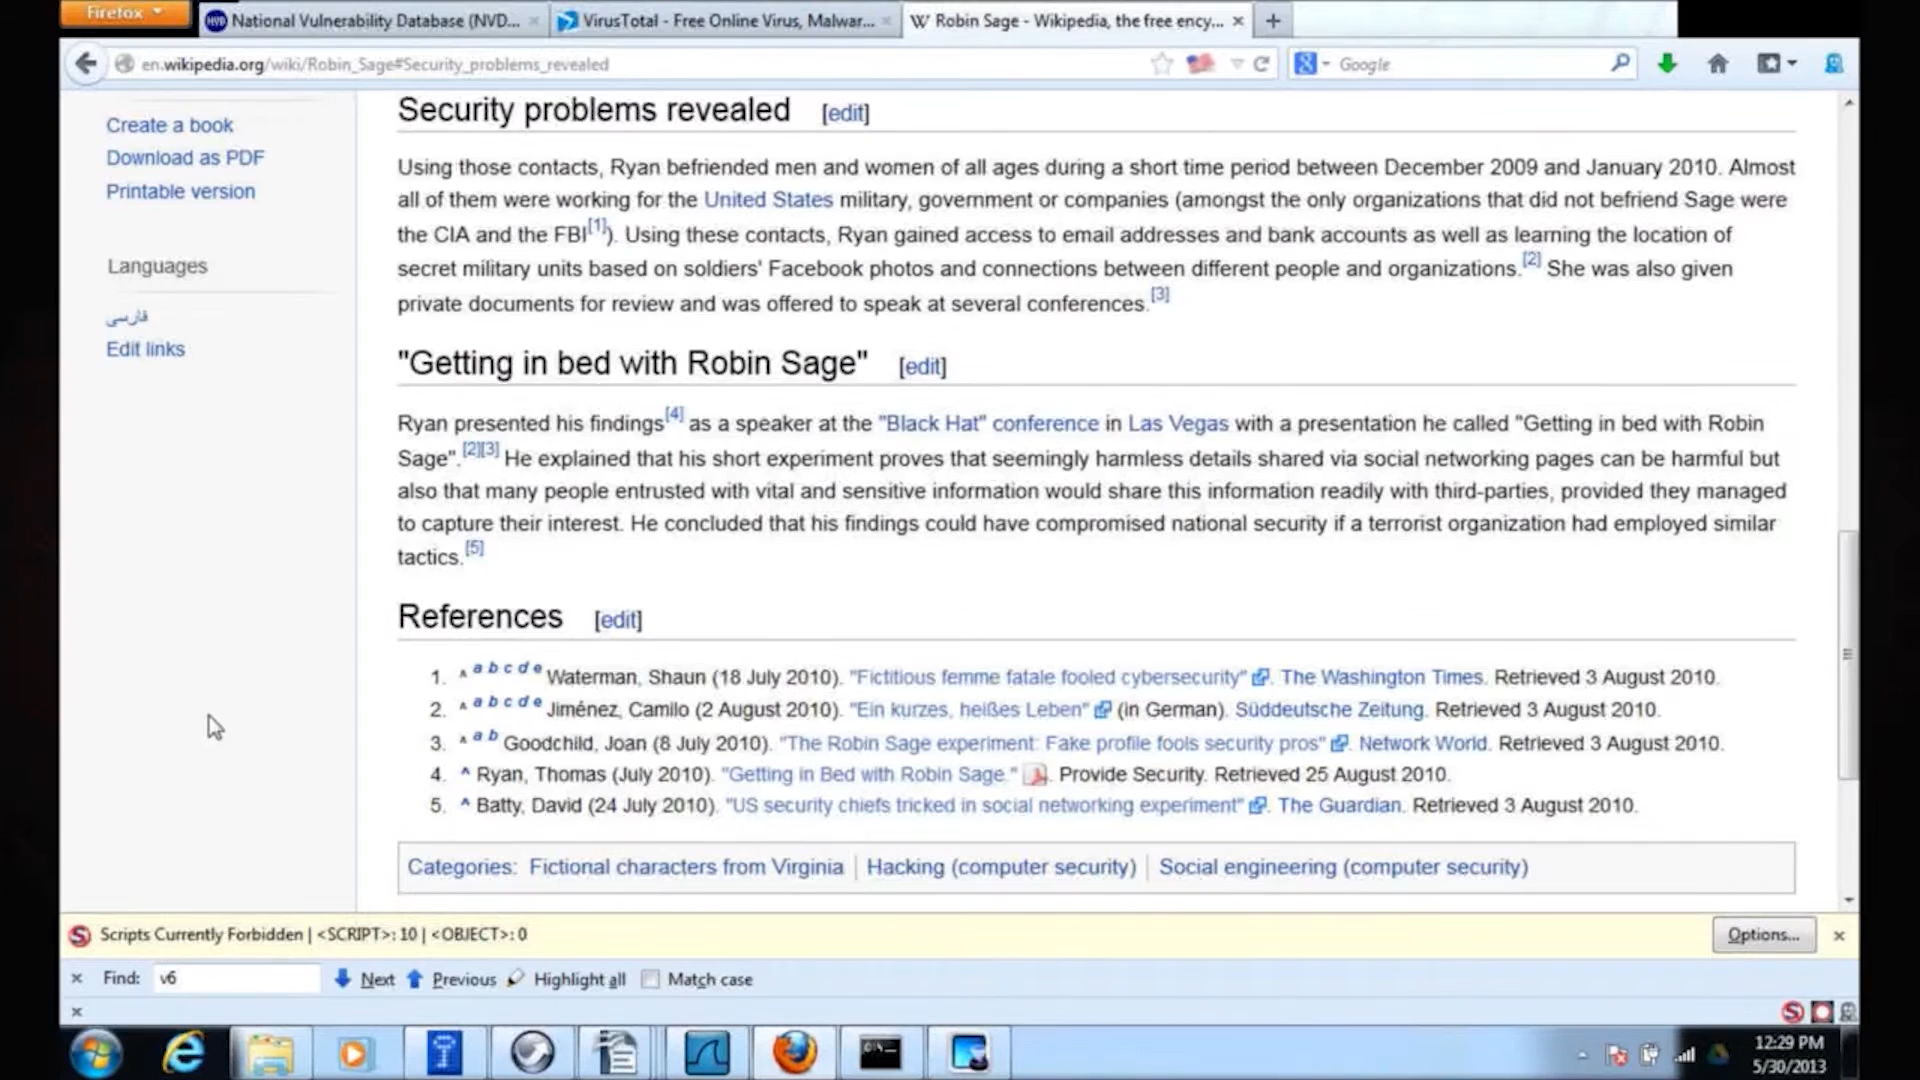 Firefox
National Vulnerability Database (NVD...
VirusTotal - Free Online Virus, Malwar...
W Robin Sage - Wikipedia, the free ency...
en.wikipedia.org/wiki/Robin_Sage#Security_problems_revealed
Google
Create a book
Download as PDF
Printable version
Languages
فارسی
Edit links
Security problems revealed [edit]
Using those contacts, Ryan befriended men and women of all ages during a short time period between December 2009 and January 2010. Almost
all of them were working for the United States military, government or companies (amongst the only organizations that did not befriend Sage were
the CIA and the FBI[1]). Using these contacts, Ryan gained access to email addresses and bank accounts as well as learning the location of
secret military units based on soldiers' Facebook photos and connections between different people and organizations.[2] She was also given
private documents for review and was offered to speak at several conferences.[3]
"Getting in bed with Robin Sage" [edit]
Ryan presented his findings[4] as a speaker at the "Black Hat" conference in Las Vegas with a presentation he called "Getting in bed with Robin
Sage".[2][3] He explained that his short experiment proves that seemingly harmless details shared via social networking pages can be harmful but
also that many people entrusted with vital and sensitive information would share this information readily with third-parties, provided they managed
to capture their interest. He concluded that his findings could have compromised national security if a terrorist organization had employed similar
tactics.[5]
References [edit]
1. ^ a b c d e Waterman, Shaun (18 July 2010). "Fictitious femme fatale fooled cybersecurity". The Washington Times. Retrieved 3 August 2010.
2. ^ a b c d e Jiménez, Camilo (2 August 2010). "Ein kurzes, heißes Leben" (in German). Süddeutsche Zeitung. Retrieved 3 August 2010.
3. ^ a b Goodchild, Joan (8 July 2010). "The Robin Sage experiment: Fake profile fools security pros". Network World. Retrieved 3 August 2010.
4. ^ Ryan, Thomas (July 2010). "Getting in Bed with Robin Sage." . Provide Security. Retrieved 25 August 2010.
5. ^ Batty, David (24 July 2010). "US security chiefs tricked in social networking experiment". The Guardian. Retrieved 3 August 2010.
Categories: Fictional characters from Virginia | Hacking (computer security) | Social engineering (computer security)
Scripts Currently Forbidden | <SCRIPT>: 10 | <OBJECT>: 0
Options...
Find: v6 Next Previous Highlight all Match case
12:29 PM
5/30/2013